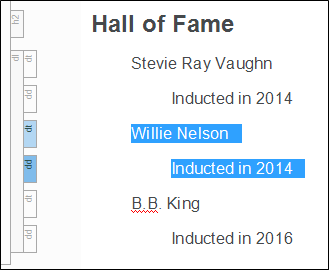 h2
Hall of Fame
dl
dt
Stevie Ray Vaughn
dd
Inducted in 2014
dt
Willie Nelson
dd
Inducted in 2014
dt
B.B. King
dd
Inducted in 2016